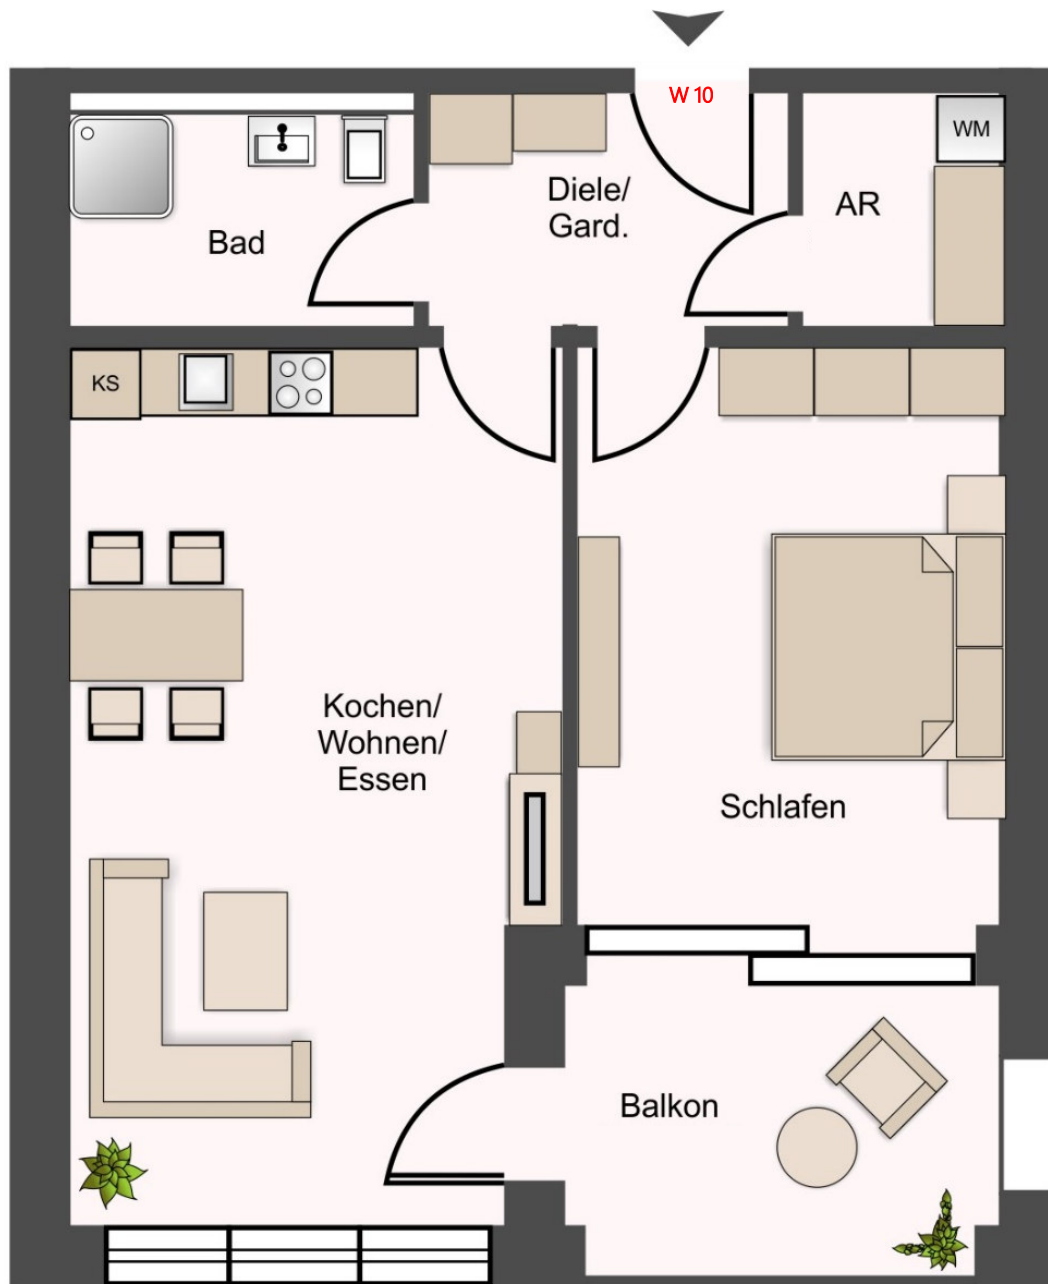 W 10
WM
Diele/
Gard.
AR
Bad
KS
Kochen/
Wohnen/
Essen
Schlafen
Balkon